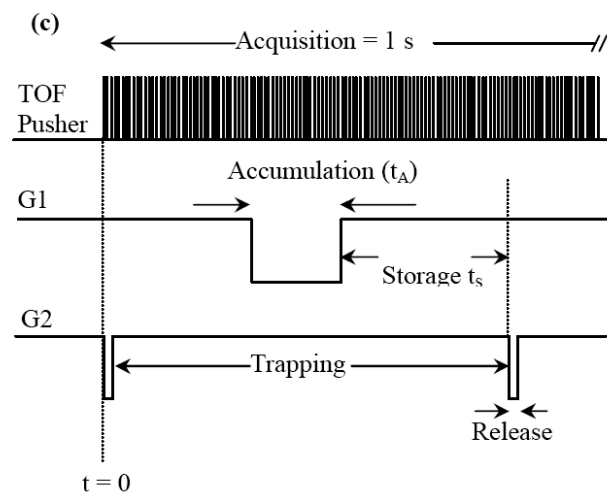 (c)
Acquisition = 1 s
TOF
Pusher
Accumulation (tA)
G1
Storage ts
G2
Trapping
Release
t = 0